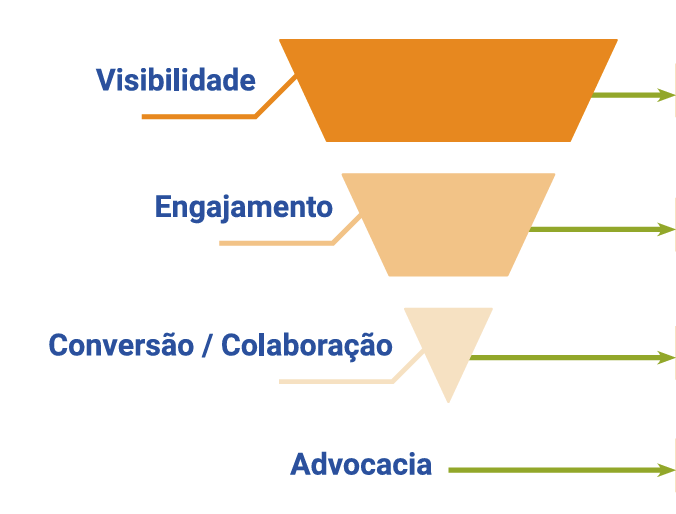 Visibilidade
Engajamento
Conversão / Colaboração
Advocacia